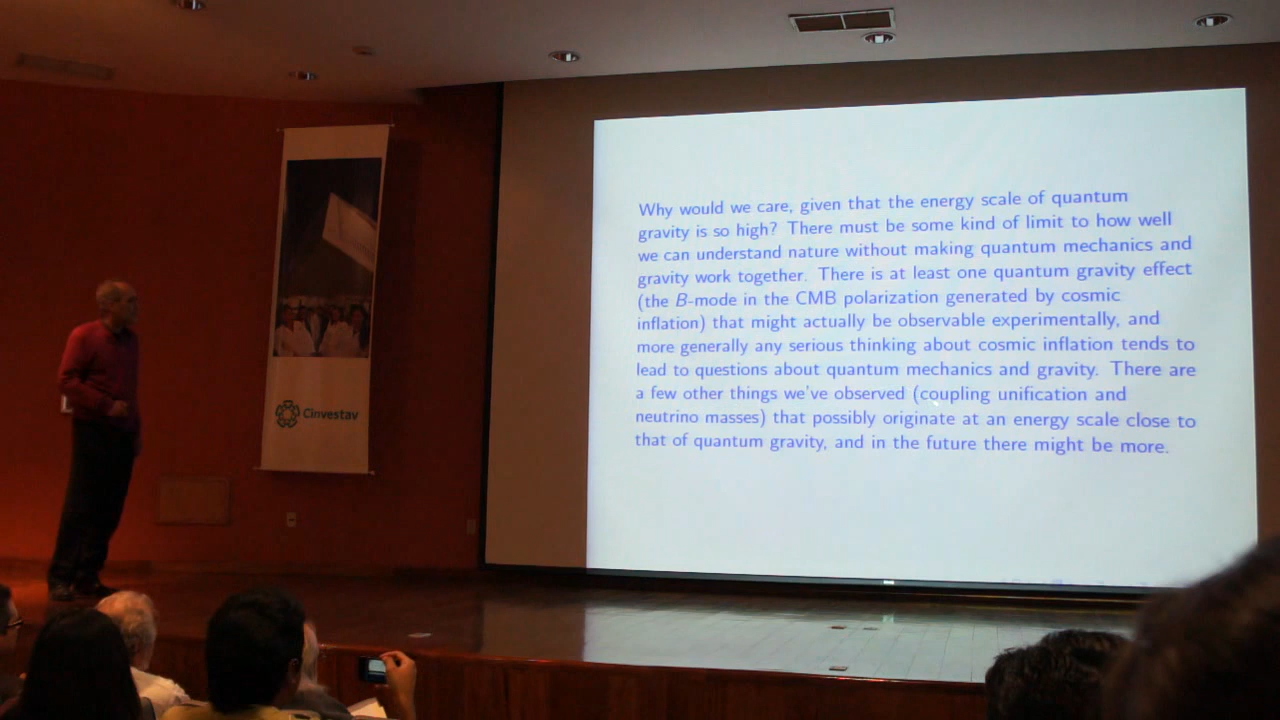 Why would we care, given that the energy scale of quantum
gravity is so high? There must be some kind of limit to how well
we can understand nature without making quantum mechanics and
gravity work together. There is at least one quantum gravity effect
(the B-mode in the CMB polarization generated by cosmic
inflation) that might actually be observable experimentally, and
more generally any serious thinking about cosmic inflation tends to
lead to questions about quantum mechanics and gravity. There are
a few other things we've observed (coupling unification and
neutrino masses) that possibly originate at an energy scale close to
that of quantum gravity, and in the future there might be more.
Cinvestav